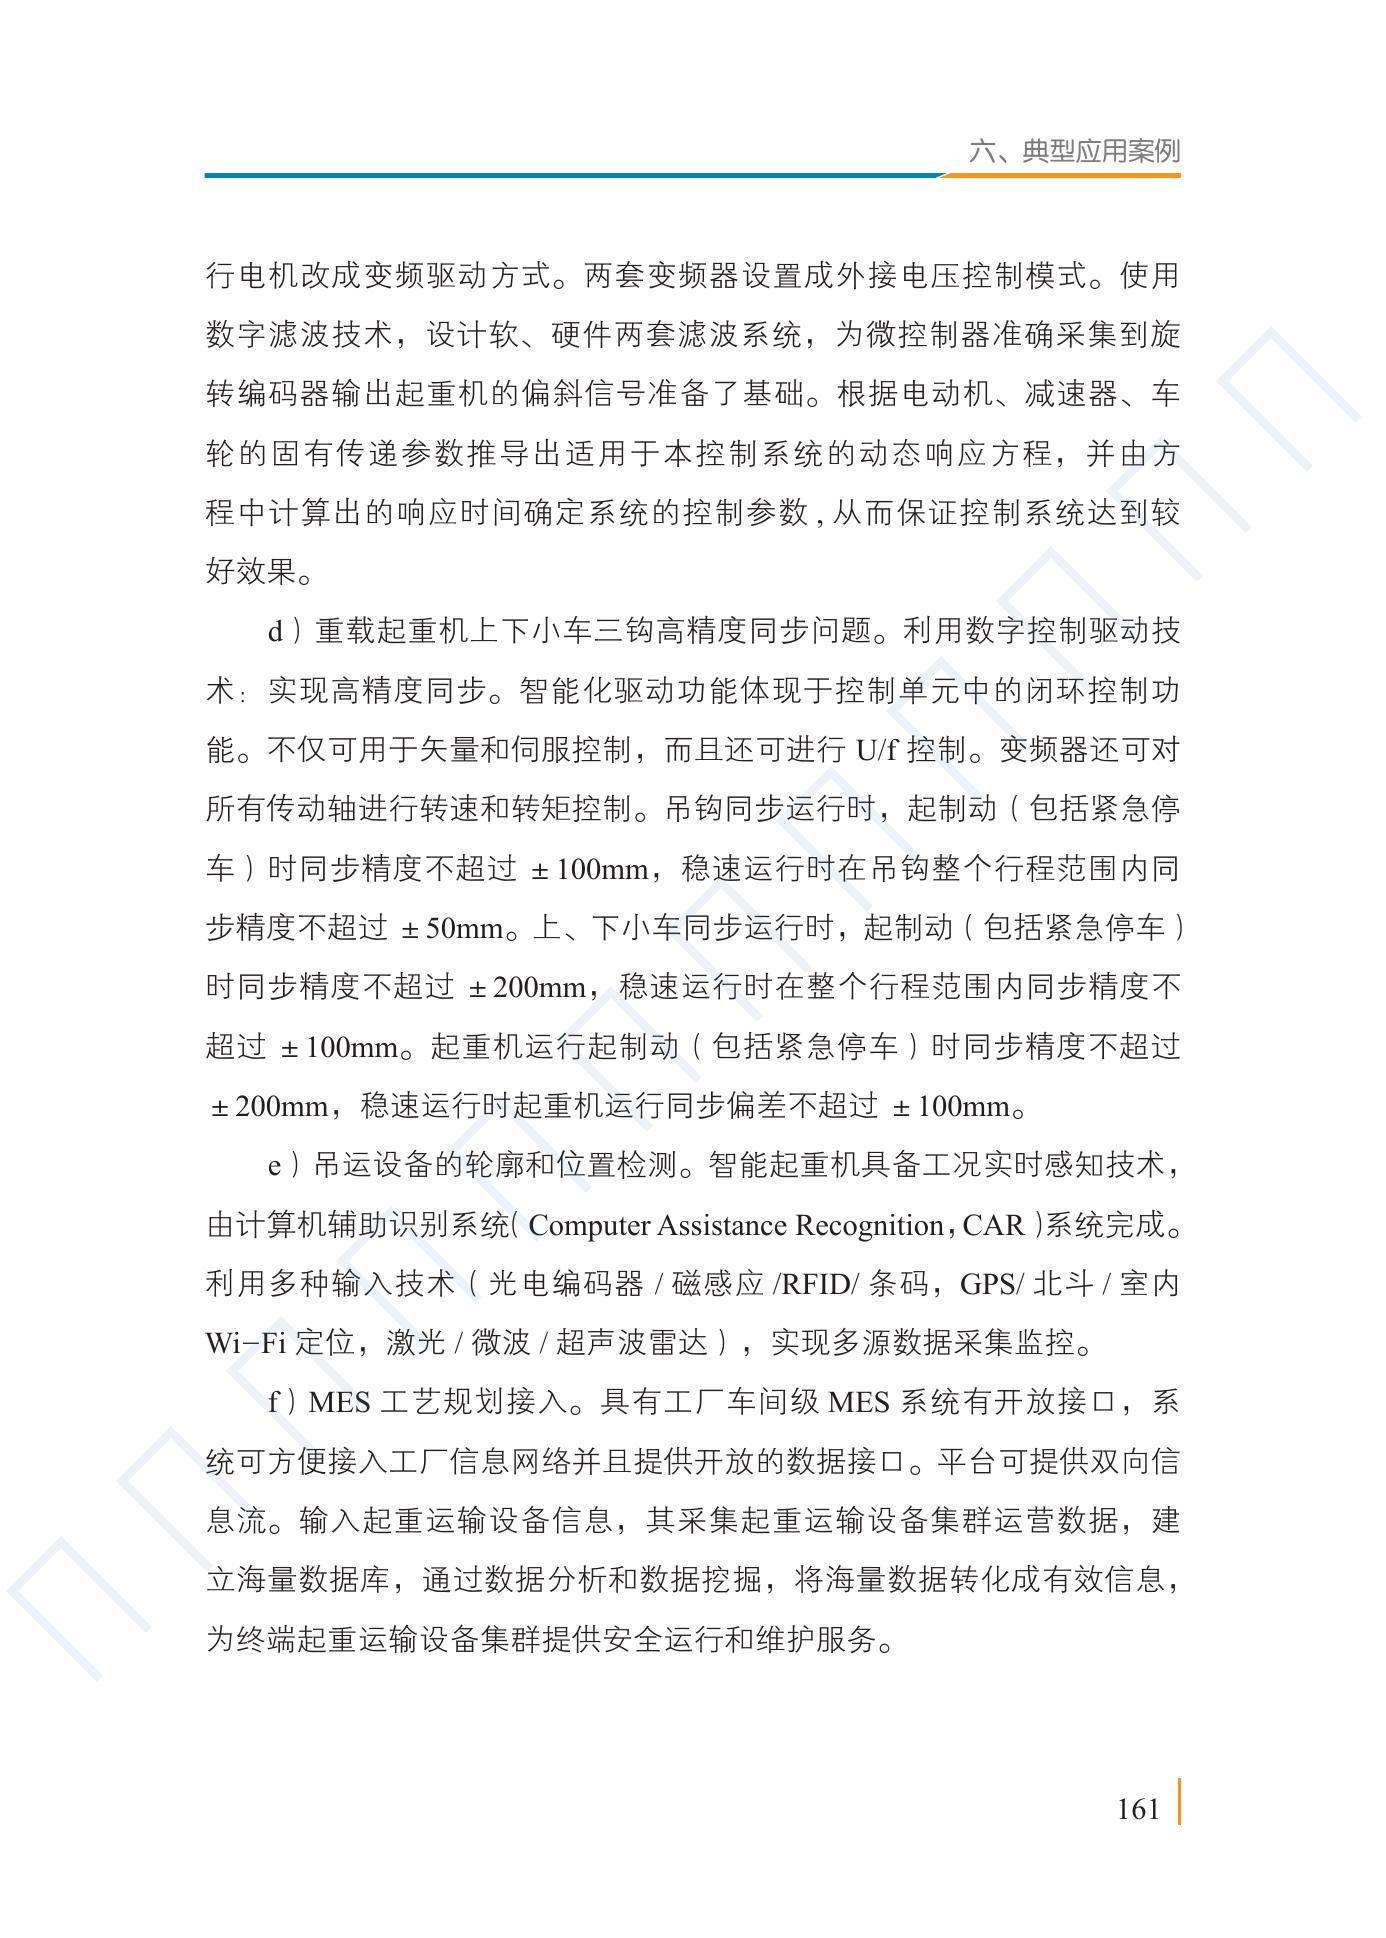 六、典型应用案例
行电机改成变频驱动方式。两套变频器设置成外接电压控制模式。使用
数字滤波技术，设计软、硬件两套滤波系统，为微控制器准确采集到旋
转编码器输出起重机的偏斜信号准备了基础。根据电动机、减速器、车
轮的固有传递参数推导出适用于本控制系统的动态响应方程，并由方
程中计算出的响应时间确定系统的控制参数 , 从而保证控制系统达到较
好效果。
d）重载起重机上下小车三钩高精度同步问题。利用数字控制驱动技
术：实现高精度同步。智能化驱动功能体现于控制单元中的闭环控制功
能。不仅可用于矢量和伺服控制，而且还可进行 U/f 控制。变频器还可对
所有传动轴进行转速和转矩控制。吊钩同步运行时，起制动（包括紧急停
车）时同步精度不超过 ±100mm，稳速运行时在吊钩整个行程范围内同
步精度不超过 ±50mm。上、下小车同步运行时，起制动（包括紧急停车）
时同步精度不超过 ±200mm，稳速运行时在整个行程范围内同步精度不
超过 ±100mm。起重机运行起制动（包括紧急停车）时同步精度不超过
±200mm，稳速运行时起重机运行同步偏差不超过 ±100mm。
e）吊运设备的轮廓和位置检测。智能起重机具备工况实时感知技术，
由计算机辅助识别系统（Computer Assistance Recognition，CAR）系统完成。
利用多种输入技术（光电编码器 / 磁感应 /RFID/ 条码，GPS/ 北斗 / 室内
Wi-Fi 定位，激光 / 微波 / 超声波雷达），实现多源数据采集监控。
f）MES 工艺规划接入。具有工厂车间级 MES 系统有开放接口，系
统可方便接入工厂信息网络并且提供开放的数据接口。平台可提供双向信
息流。输入起重运输设备信息，其采集起重运输设备集群运营数据，建
立海量数据库，通过数据分析和数据挖掘，将海量数据转化成有效信息，
为终端起重运输设备集群提供安全运行和维护服务。
161